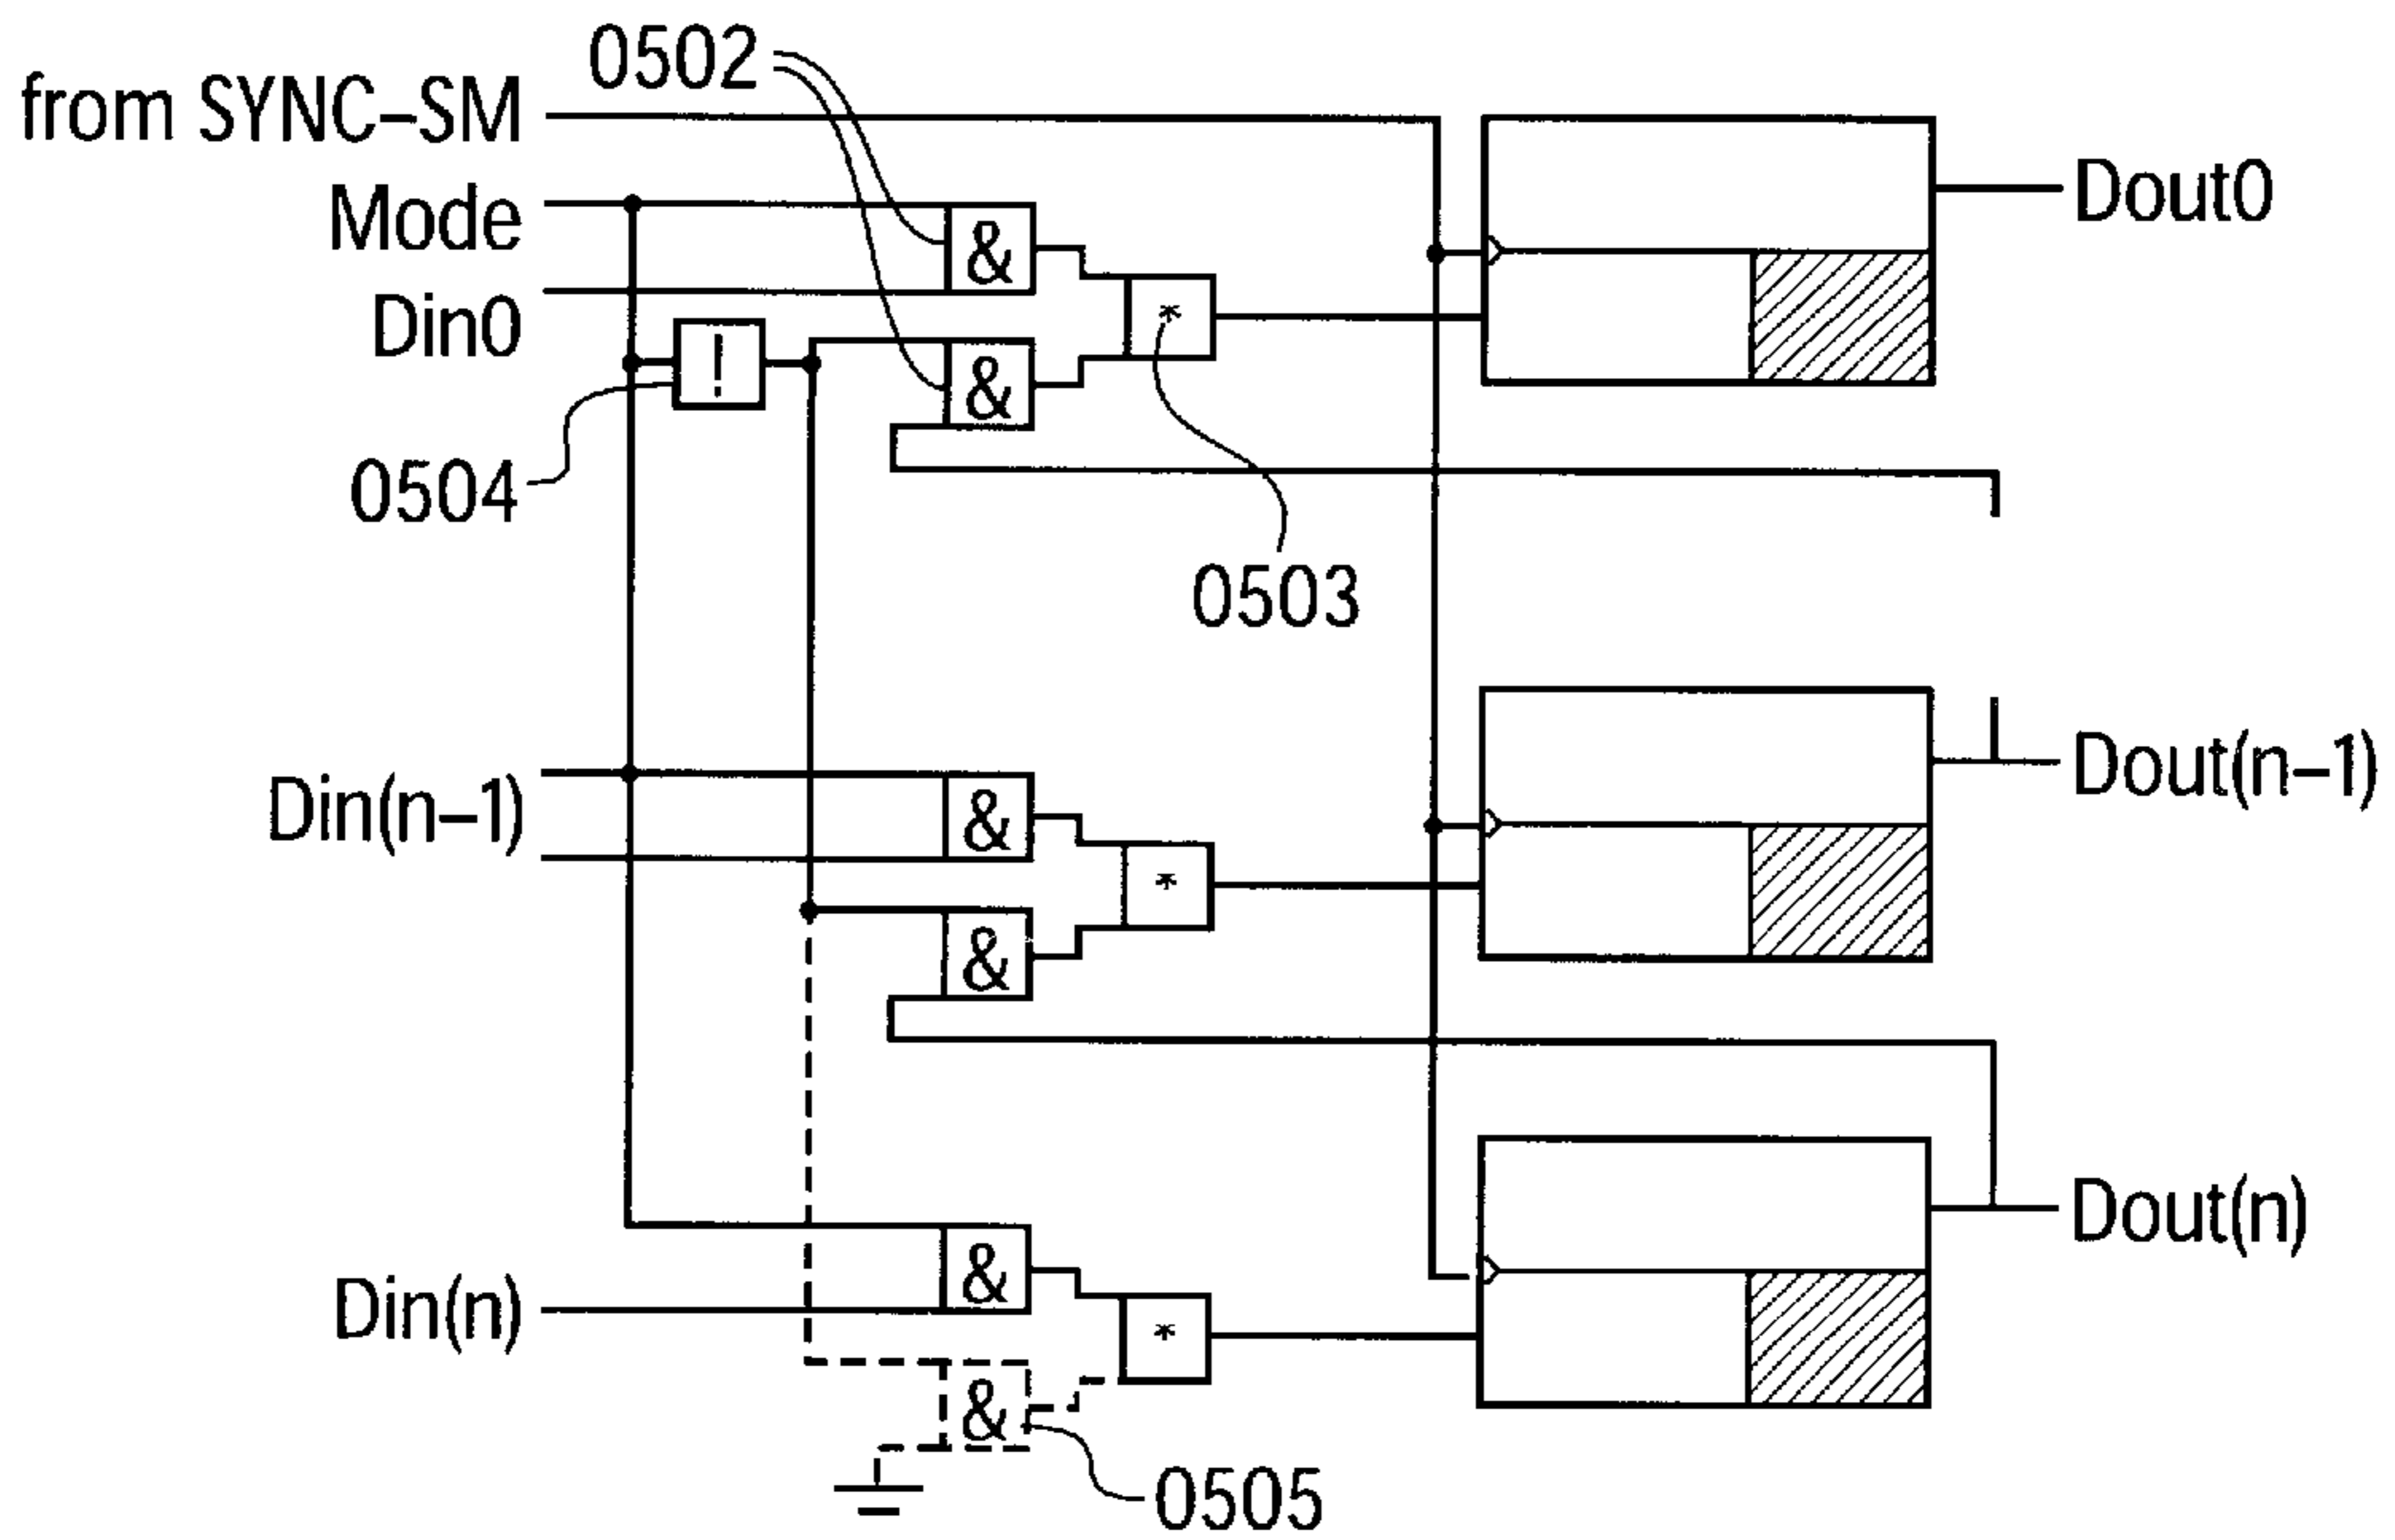 0502
from SYNC-SM
Mode
Dout0
&
Din0
*
!
&
0504
0503
Din(n-1)
Dout(n-1)
&
*
&
Dout(n)
&
Din(n)
*
&
0505